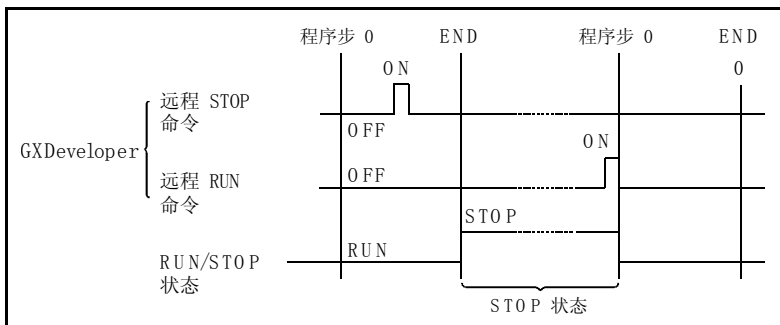 程序步 0
END
程序步 0
END
0
ON
远程 STOP
命令
OFF
ON
GXDeveloper
远程 RUN
命令
OFF
STOP
RUN/STOP
状态
RUN
STOP 状态